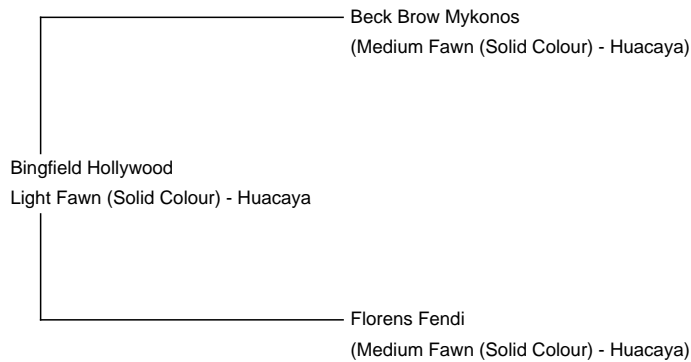 Beck Brow Mykonos
(Medium Fawn (Solid Colour) - Huacaya)
Bingfield Hollywood
Light Fawn (Solid Colour) - Huacaya
Florens Fendi
(Medium Fawn (Solid Colour) - Huacaya)